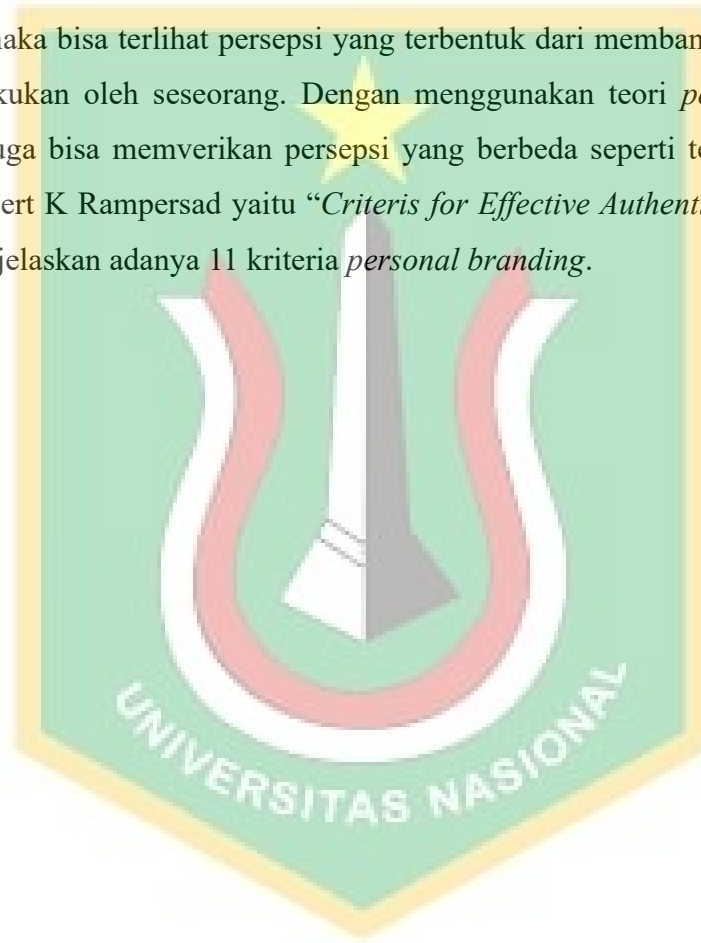 aka bisa terlihat persepsi yang terbentuk dari memban
kukan oleh seseorang. Dengan menggunakan teori pe
uga bisa memverikan persepsi yang berbeda seperti te
ert K Rampersad yaitu “Criteris for Effective Authent
jelaskan adanya 11 kriteria personal branding.
UNIVERSITAS NASIONAL